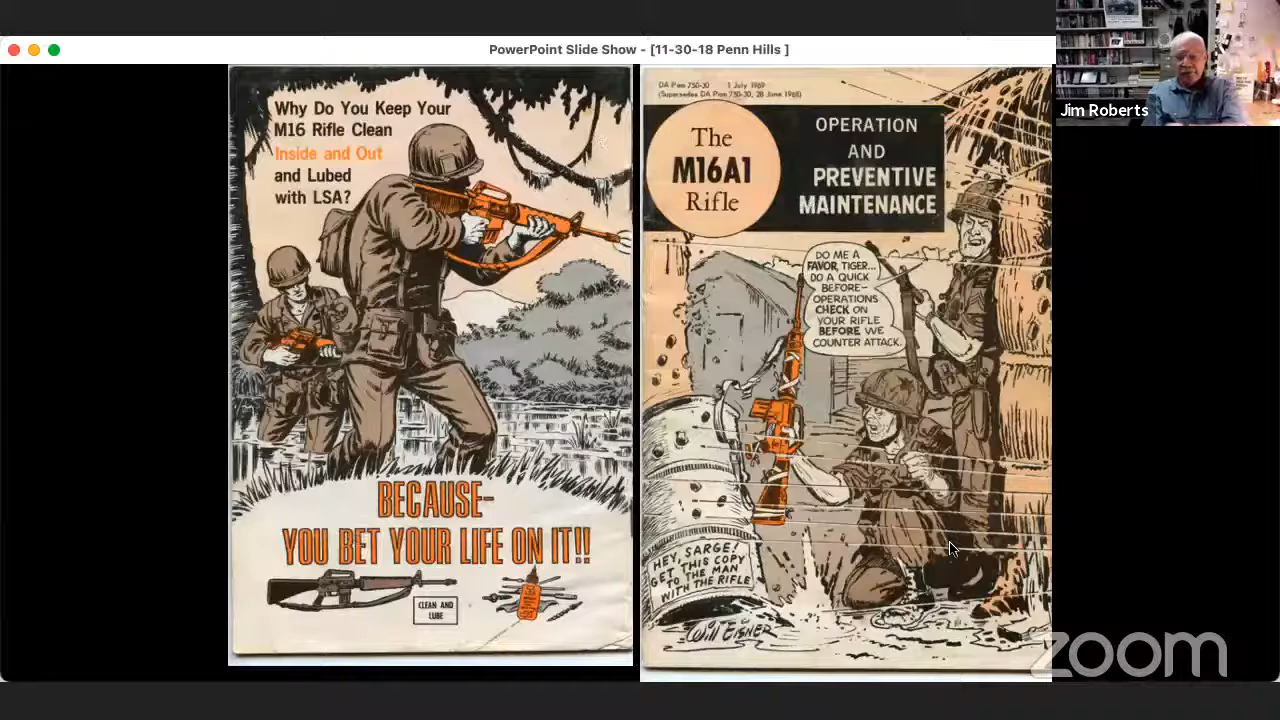 PowerPoint Slide Show - [11-30-18 Penn Hills ]
Jim Roberts
Why Do You Keep Your
M16 Rifle Clean
Inside and Out
and Lubed
with LSA?
BECAUSE-
YOU BET YOUR LIFE ON IT!!
CLEAN AND
LUBE
DA Pam 750-30 1 July 1969
(Supersedes DA Pam 750-30, 28 June 1968)
The
M16A1
Rifle
OPERATION
AND
PREVENTIVE
MAINTENANCE
DO ME A
FAVOR, TIGER...
DO A QUICK
BEFORE-
OPERATIONS
CHECK ON
YOUR RIFLE
BEFORE WE
COUNTER ATTACK.
HEY, SARGE!
GET THIS COPY
TO THE MAN
WITH THE RIFLE
Will Eisner
zoom